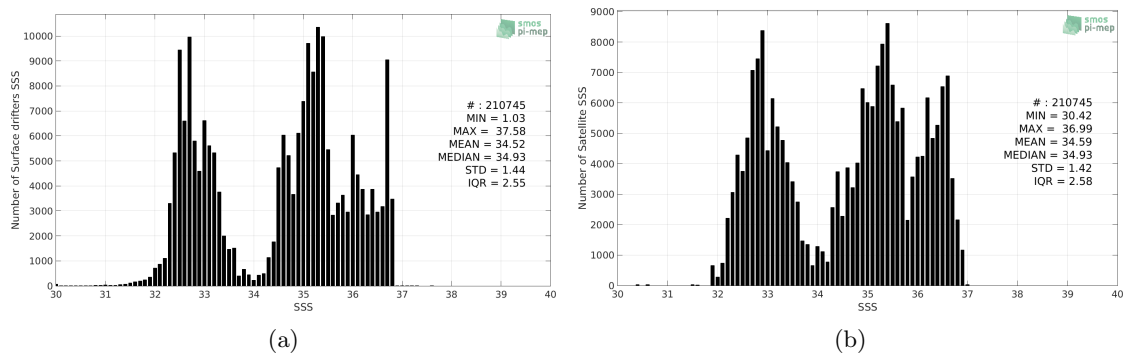 smos
pi-mep
Number of Surface drifters SSS
10000
9000
8000
7000
6000
5000
4000
3000
2000
1000
0
# : 210745
MIN = 1.03
MAX = 37.58
MEAN = 34.52
MEDIAN = 34.93
STD = 1.44
IQR = 2.55
30 31 32 33 34 35 36 37 38 39 40
SSS
(a)
smos
pi-mep
Number of Satellite SSS
9000
8000
7000
6000
5000
4000
3000
2000
1000
0
# : 210745
MIN = 30.42
MAX = 36.99
MEAN = 34.59
MEDIAN = 34.93
STD = 1.42
IQR = 2.58
30 31 32 33 34 35 36 37 38 39 40
SSS
(b)